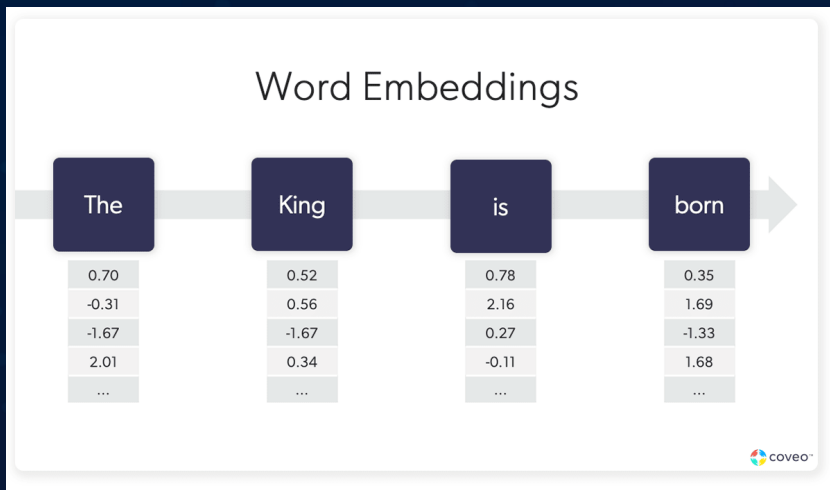 Word Embeddings
The King is born
0.70 0.52 0.78 0.35
-0.31 0.56 2.16 1.69
-1.67 -1.67 0.27 -1.33
2.01 0.34 -0.11 1.68
... ... ... ...
coveo™